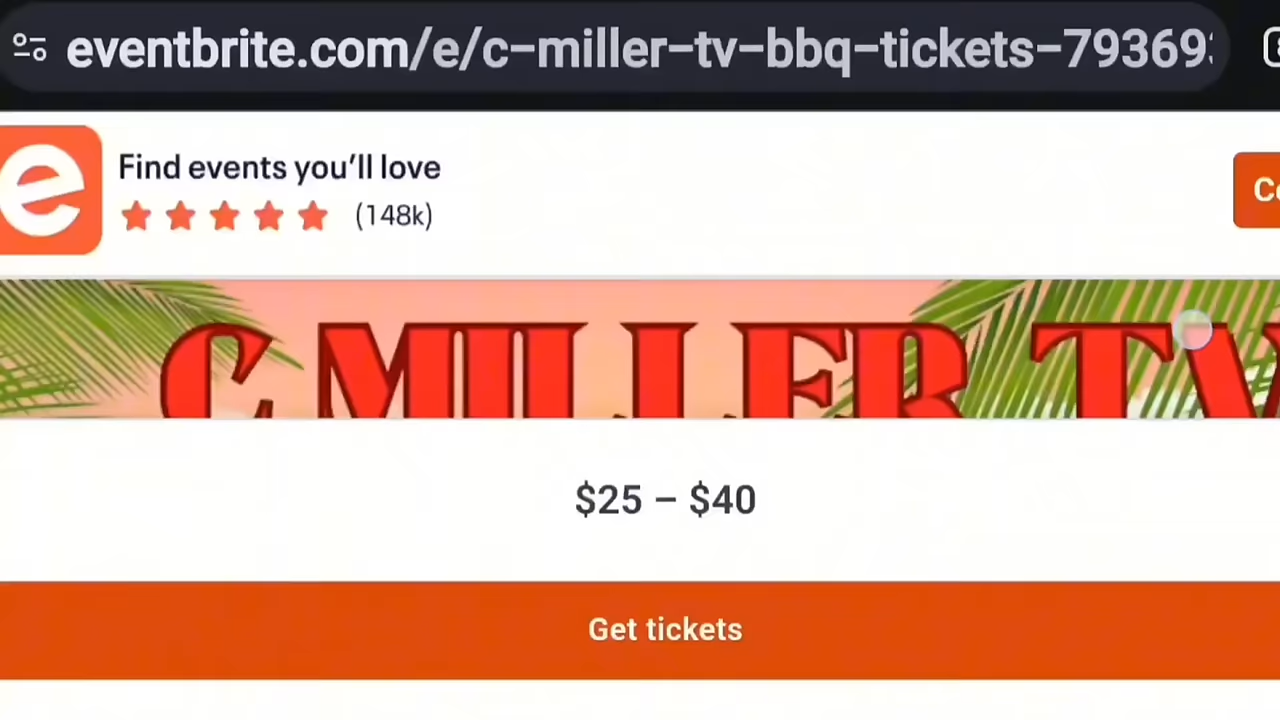 eventbrite.com/e/c-miller-tv-bbq-tickets-79369
Find events you'll love
(148k)
C MILLER TV
$25 – $40
Get tickets